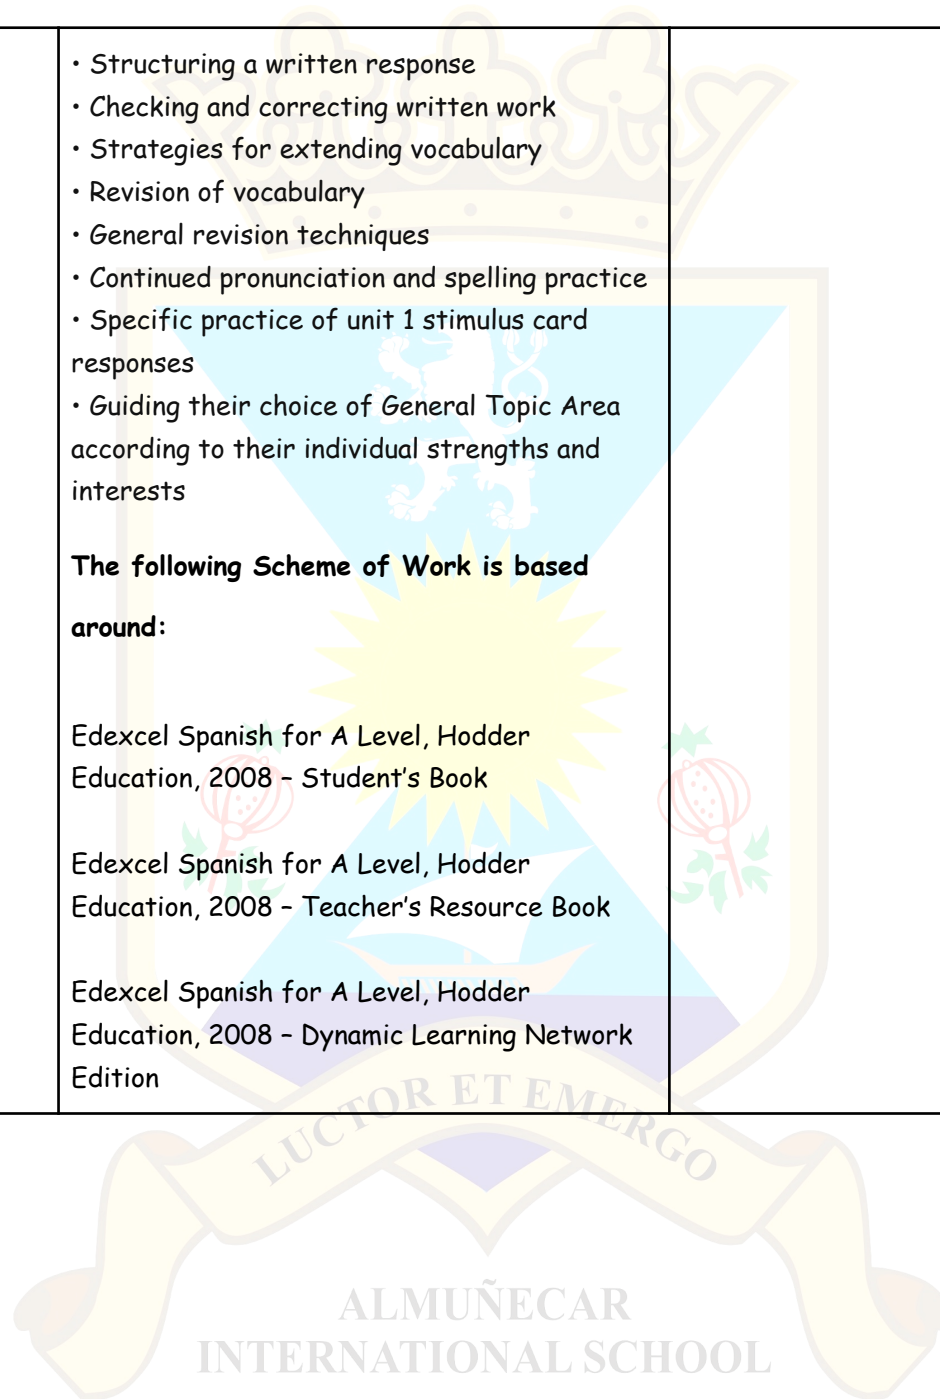 • Structuring a written response
• Checking and correcting written work
• Strategies for extending vocabulary
• Revision of vocabulary
• General revision techniques
• Continued pronunciation and spelling practice
• Specific practice of unit 1 stimulus card
responses
• Guiding their choice of General Topic Area
according to their individual strengths and
interests
The following Scheme of Work is based
around:
Edexcel Spanish for A Level, Hodder
Education, 2008 – Student’s Book
Edexcel Spanish for A Level, Hodder
Education, 2008 – Teacher’s Resource Book
Edexcel Spanish for A Level, Hodder
Education, 2008 – Dynamic Learning Network
Edition
LUCTOR ET EMERGO
ALMUÑECAR
INTERNATIONAL SCHOOL